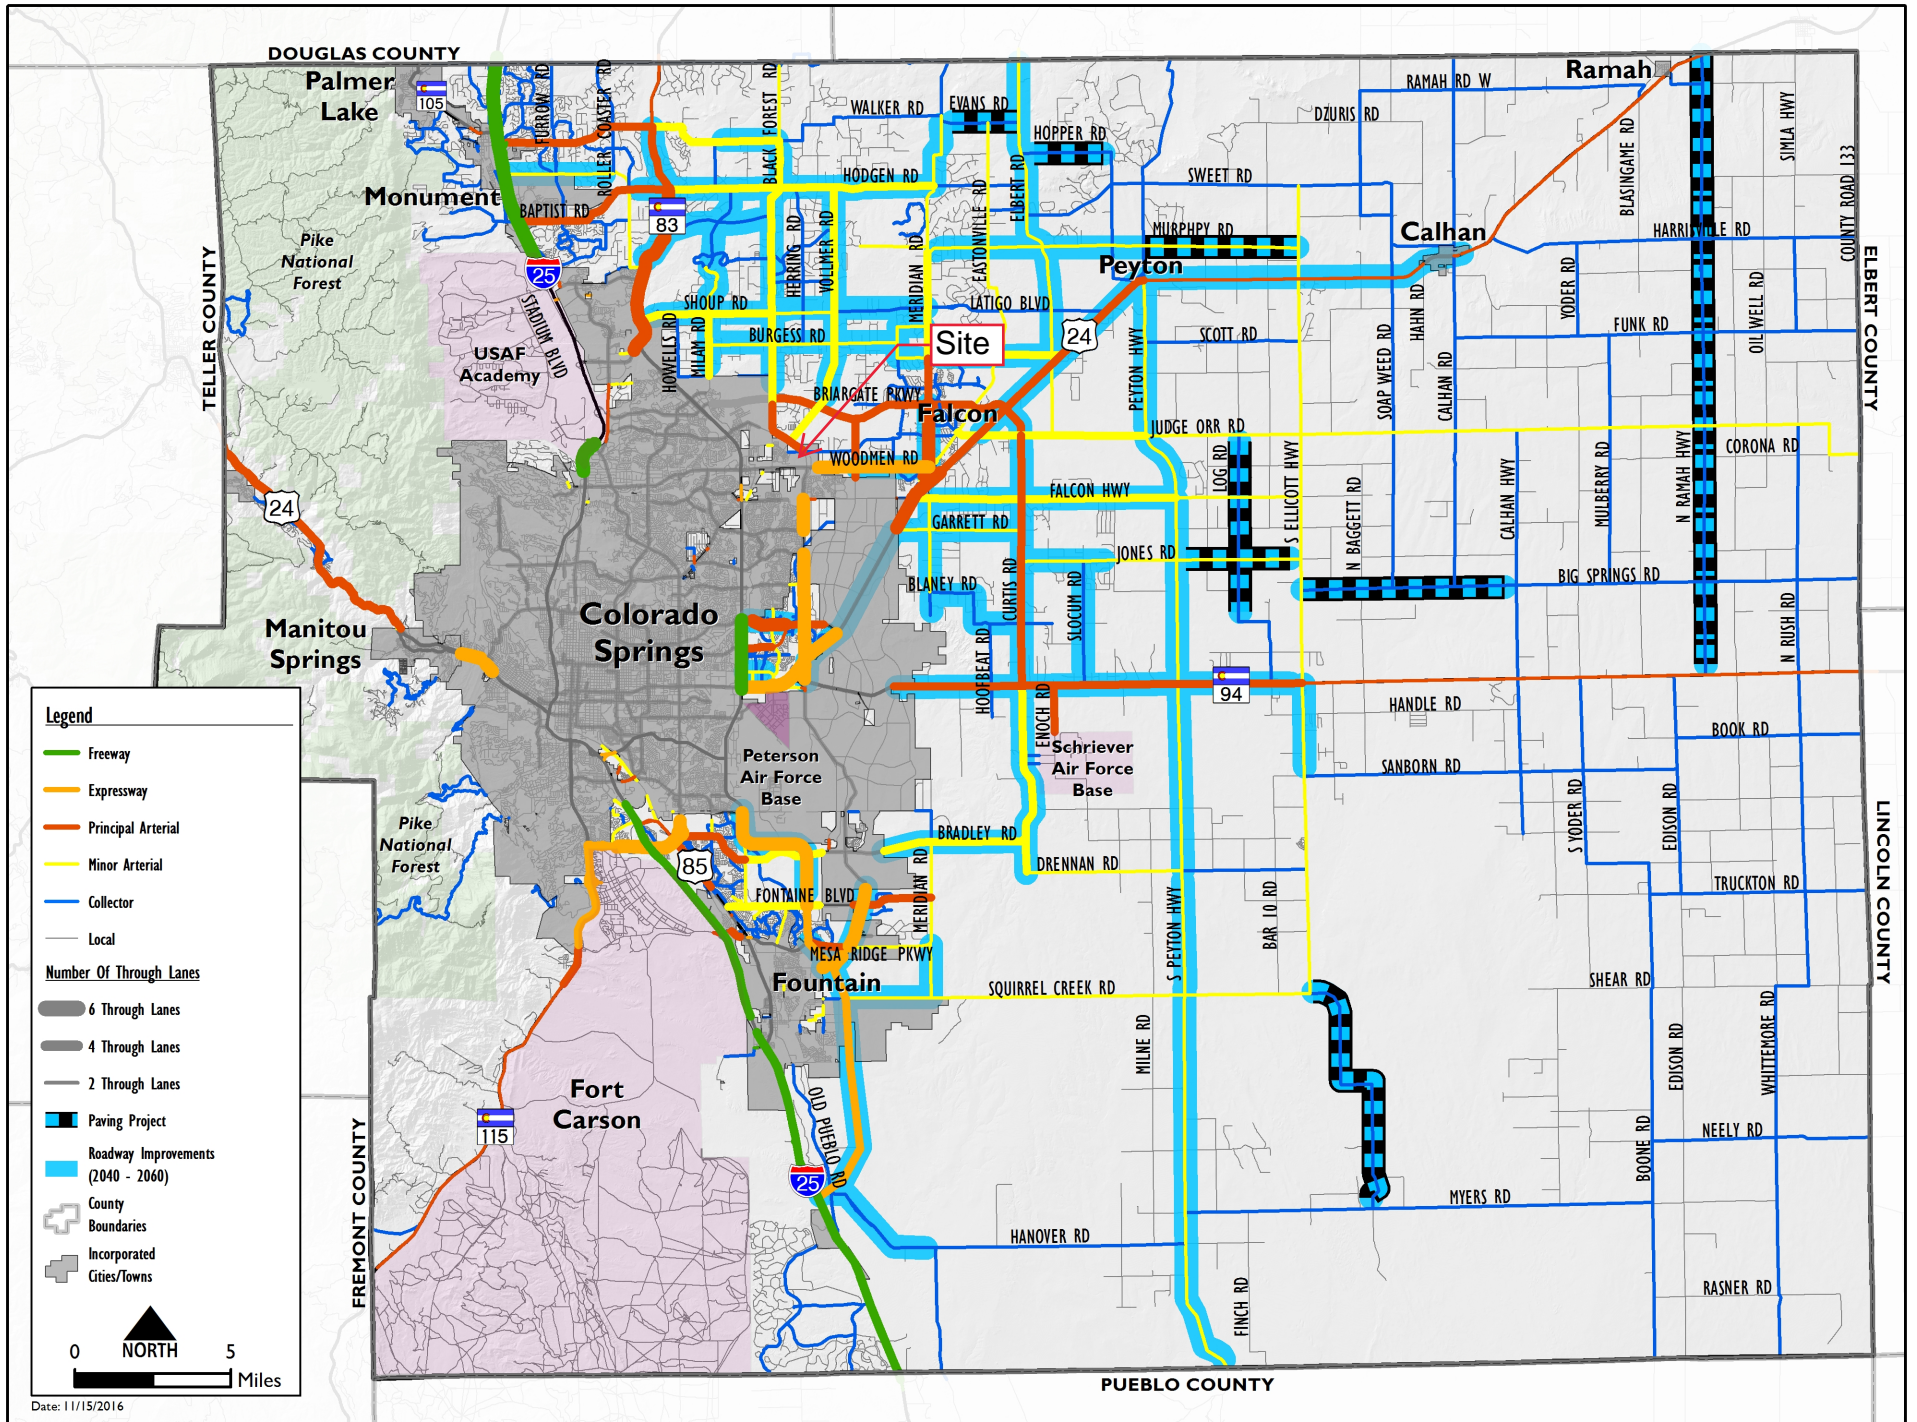 DOUGLAS COUNTY
Palmer
Lake
105
FURROW RD
ROLLER COASTER RD
BLACK FOREST RD
WALKER RD
EVANS RD
HOPPER RD
DZURIS RD
RAMAH RD W
Ramah
BLASINGAME RD
SIMLA HWY
COUNTY ROAD 133
Monument
BAPTIST RD
83
HODGEN RD
SWEET RD
ELBERT RD
EASTONVILLE RD
MURPHPY RD
Calhan
HARRISVILLE RD
ELBERT COUNTY
Pike
National
Forest
TELLER COUNTY
25
STADIUM BLVD
HERRING RD
VOLLMER RD
MERIDIAN RD
Peyton
YODER RD
OIL WELL RD
SHOUP RD
LATIGO BLVD
HOWELLS RD
MILAM RD
BURGESS RD
Site
24
PEYTON HWY
SCOTT RD
HAHN RD
FUNK RD
USAF
Academy
SOAP WEED RD
CALHAN RD
BRIARGATE PKWY
Falcon
JUDGE ORR RD
CORONA RD
WOODMEN RD
LOG RD
S ELLICOTT HWY
N BAGGETT RD
CALHAN HWY
MULBERRY RD
N RAMAH HWY
24
FALCON HWY
GARRETT RD
JONES RD
BLANEY RD
CURTIS RD
SLOCUM RD
BIG SPRINGS RD
Colorado
Springs
Manitou
Springs
HOOFBEAT RD
N RUSH RD
94
ENOCH RD
HANDLE RD
BOOK RD
Peterson
Air Force
Base
Schriever
Air Force
Base
SANBORN RD
S YODER RD
EDISON RD
LINCOLN COUNTY
Pike
National
Forest
85
BRADLEY RD
DRENNAN RD
TRUCKTON RD
FONTAINE BLVD
MERIDIAN RD
S PEYTON HWY
BAR 10 RD
MESA RIDGE PKWY
Fountain
SQUIRREL CREEK RD
SHEAR RD
MILNE RD
EDISON RD
WHITTEMORE RD
Fort
Carson
115
OLD PUEBLO RD
25
BOONE RD
NEELY RD
MYERS RD
FREMONT COUNTY
HANOVER RD
FINCH RD
RASNER RD
PUEBLO COUNTY
Legend
Freeway
Expressway
Principal Arterial
Minor Arterial
Collector
Local
Number Of Through Lanes
6 Through Lanes
4 Through Lanes
2 Through Lanes
Paving Project
Roadway Improvements
(2040 - 2060)
County
Boundaries
Incorporated
Cities/Towns
NORTH
0 5
Miles
Date: 11/15/2016